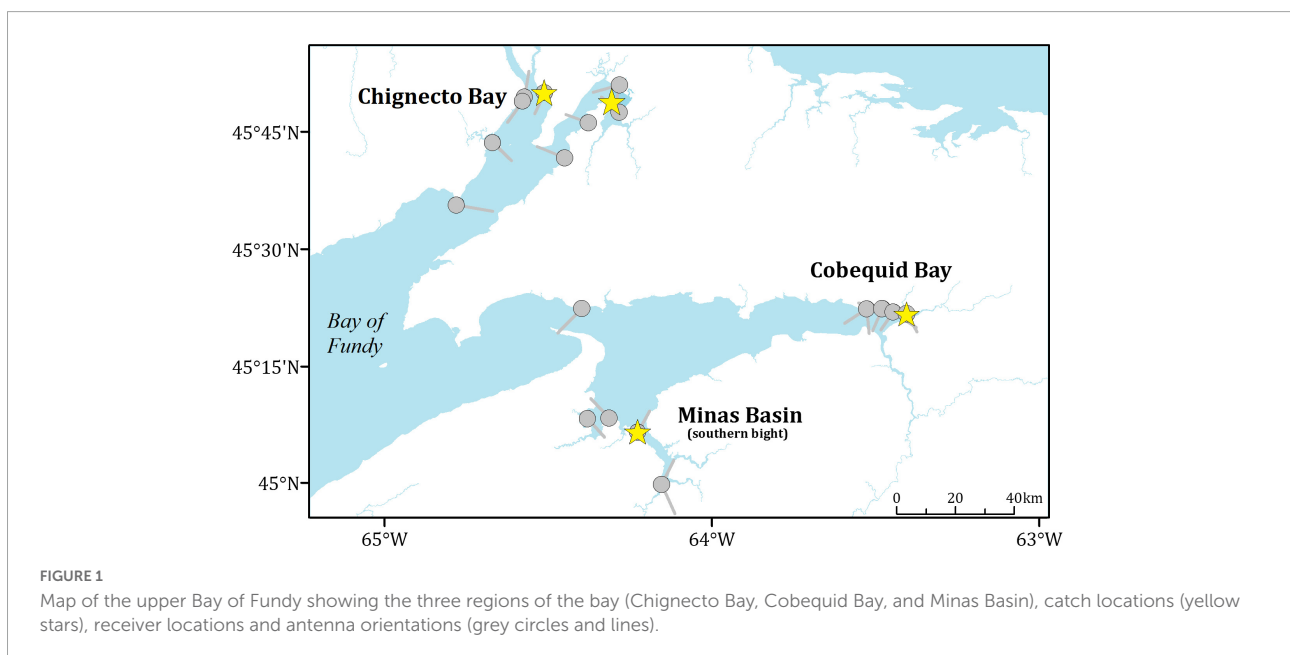 Chignecto Bay
45°45'N
45°30'N
Cobequid Bay
Bay of
Fundy
45°15'N
Minas Basin
(southern bight)
45°N
0 20 40km
65°W 64°W 63°W
FIGURE 1
Map of the upper Bay of Fundy showing the three regions of the bay (Chignecto Bay, Cobequid Bay, and Minas Basin), catch locations (yellow
stars), receiver locations and antenna orientations (grey circles and lines).